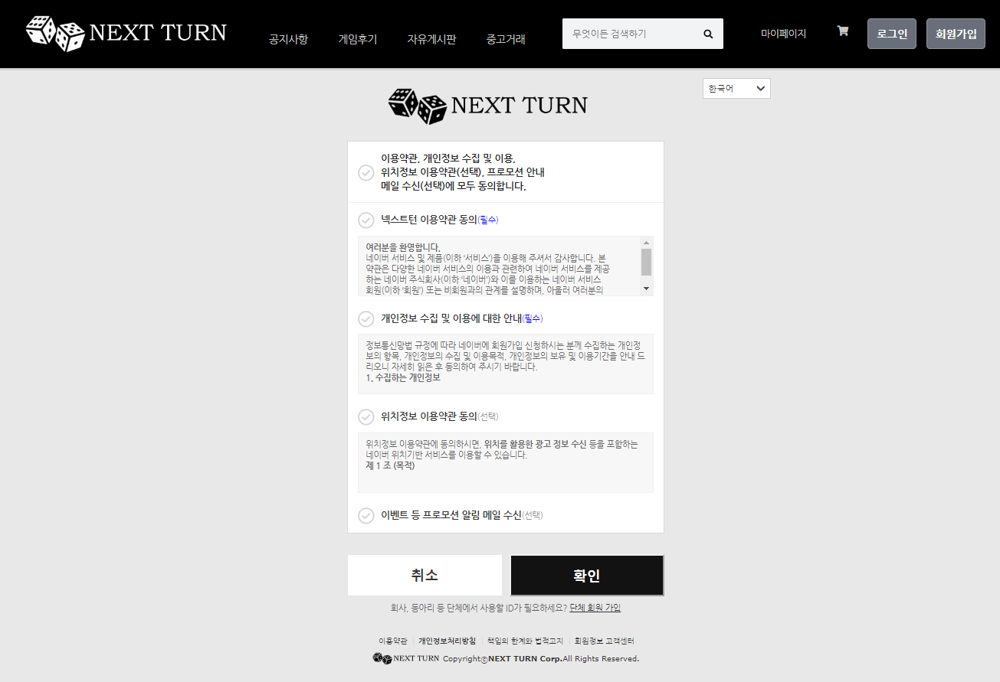 NEXT TURN
공지사항 게임후기 자유게시판 중고거래
무엇이든 검색하기
마이페이지
로그인
회원가입
NEXT TURN
한국어
이용약관, 개인정보 수집 및 이용,
위치정보 이용약관(선택), 프로모션 안내
메일 수신(선택)에 모두 동의합니다.
넥스트턴 이용약관 동의(필수)
여러분을 환영합니다.
네이버 서비스 및 제품(이하 ‘서비스’)을 이용해 주셔서 감사합니다. 본
약관은 다양한 네이버 서비스의 이용과 관련하여 네이버 서비스를 제공
하는 네이버 주식회사(이하 ‘네이버’)와 이를 이용하는 네이버 서비스
회원(이하 ‘회원’) 또는 비회원과의 관계를 설명하며, 아울러 여러분의
개인정보 수집 및 이용에 대한 안내(필수)
정보통신망법 규정에 따라 네이버에 회원가입 신청하시는 분께 수집하는 개인정
보의 항목, 개인정보의 수집 및 이용목적, 개인정보의 보유 및 이용기간을 안내 드
리오니 자세히 읽은 후 동의하여 주시기 바랍니다.
1. 수집하는 개인정보
위치정보 이용약관 동의(선택)
위치정보 이용약관에 동의하시면, 위치를 활용한 광고 정보 수신 등을 포함하는
네이버 위치기반 서비스를 이용할 수 있습니다.
제 1 조 (목적)
이벤트 등 프로모션 알림 메일 수신(선택)
취소
확인
회사, 동아리 등 단체에서 사용할 ID가 필요하세요? 단체 회원 가입
이용약관 개인정보처리방침 책임의 한계와 법적고지 회원정보 고객센터
NEXT TURN Copyright©NEXT TURN Corp.All Rights Reserved.